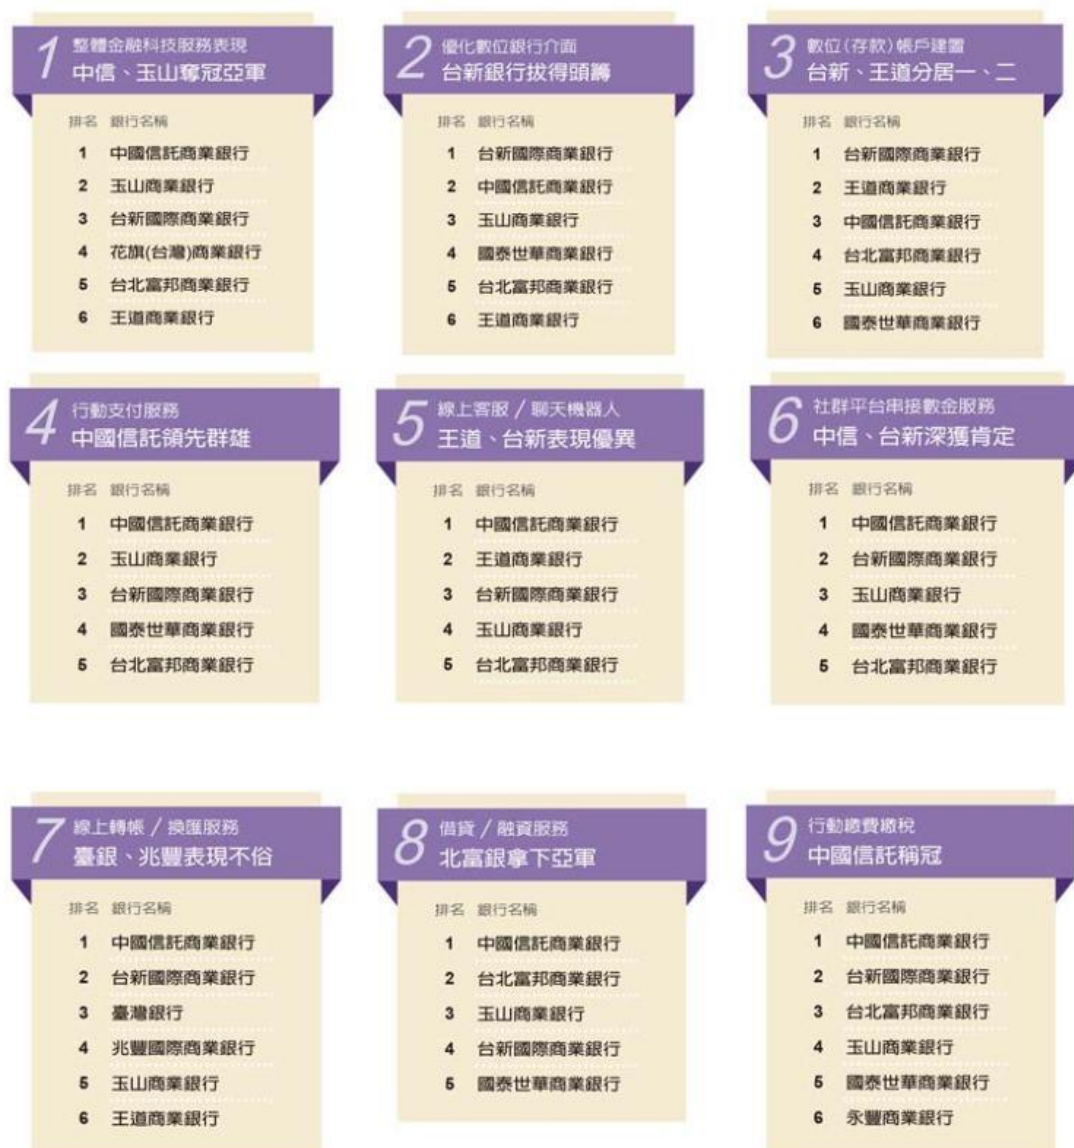 1 整體金融科技服務表現
中信、玉山奪冠亞軍
排名 銀行名稱
1 中國信託商業銀行
2 玉山商業銀行
3 台新國際商業銀行
4 花旗(台灣)商業銀行
5 台北富邦商業銀行
6 王道商業銀行
2 優化數位銀行介面
台新銀行拔得頭籌
排名 銀行名稱
1 台新國際商業銀行
2 中國信託商業銀行
3 玉山商業銀行
4 國泰世華商業銀行
5 台北富邦商業銀行
6 王道商業銀行
3 數位(存款)帳戶建置
台新、王道分居一、二
排名 銀行名稱
1 台新國際商業銀行
2 王道商業銀行
3 中國信託商業銀行
4 台北富邦商業銀行
5 玉山商業銀行
6 國泰世華商業銀行
4 行動支付服務
中國信託領先群雄
排名 銀行名稱
1 中國信託商業銀行
2 玉山商業銀行
3 台新國際商業銀行
4 國泰世華商業銀行
5 台北富邦商業銀行
5 線上客服 / 聊天機器人
王道、台新表現優異
排名 銀行名稱
1 中國信託商業銀行
2 王道商業銀行
3 台新國際商業銀行
4 玉山商業銀行
5 台北富邦商業銀行
6 社群平台串接數金服務
中信、台新深獲肯定
排名 銀行名稱
1 中國信託商業銀行
2 台新國際商業銀行
3 玉山商業銀行
4 國泰世華商業銀行
5 台北富邦商業銀行
7 線上轉帳 / 換匯服務
臺銀、兆豐表現不俗
排名 銀行名稱
1 中國信託商業銀行
2 台新國際商業銀行
3 臺灣銀行
4 兆豐國際商業銀行
5 玉山商業銀行
6 王道商業銀行
8 借貸 / 融資服務
北富銀拿下亞軍
排名 銀行名稱
1 中國信託商業銀行
2 台北富邦商業銀行
3 玉山商業銀行
4 台新國際商業銀行
5 國泰世華商業銀行
9 行動繳費繳稅
中國信託稱冠
排名 銀行名稱
1 中國信託商業銀行
2 台新國際商業銀行
3 台北富邦商業銀行
4 玉山商業銀行
5 國泰世華商業銀行
6 永豐商業銀行